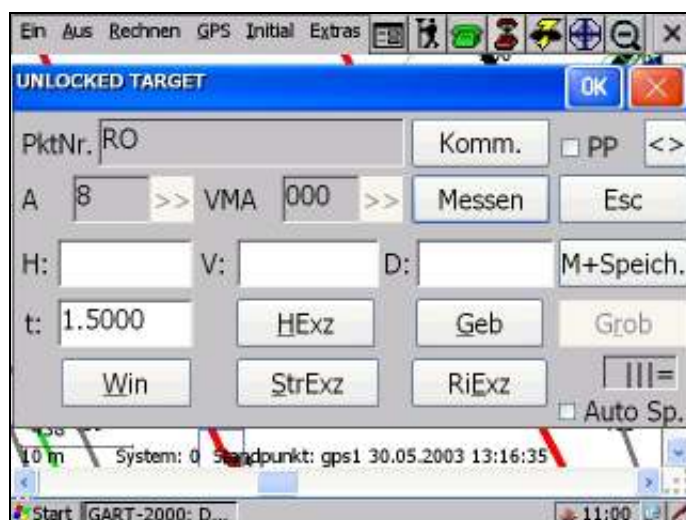 Ein Aus Rechnen GPS Initial Extras
UNLOCKED TARGET OK
PktNr. RO Komm. PP <>
A 8 >> VMA 000 >> Messen Esc
H: V: D: M+Speich.
t: 1.5000 HExz Geb Grob
Win StrExz RiExz |||=
Auto Sp.
10 m System: 0 Standpunkt: gps1 30.05.2003 13:16:35
Start GART-2000: D... 11:00